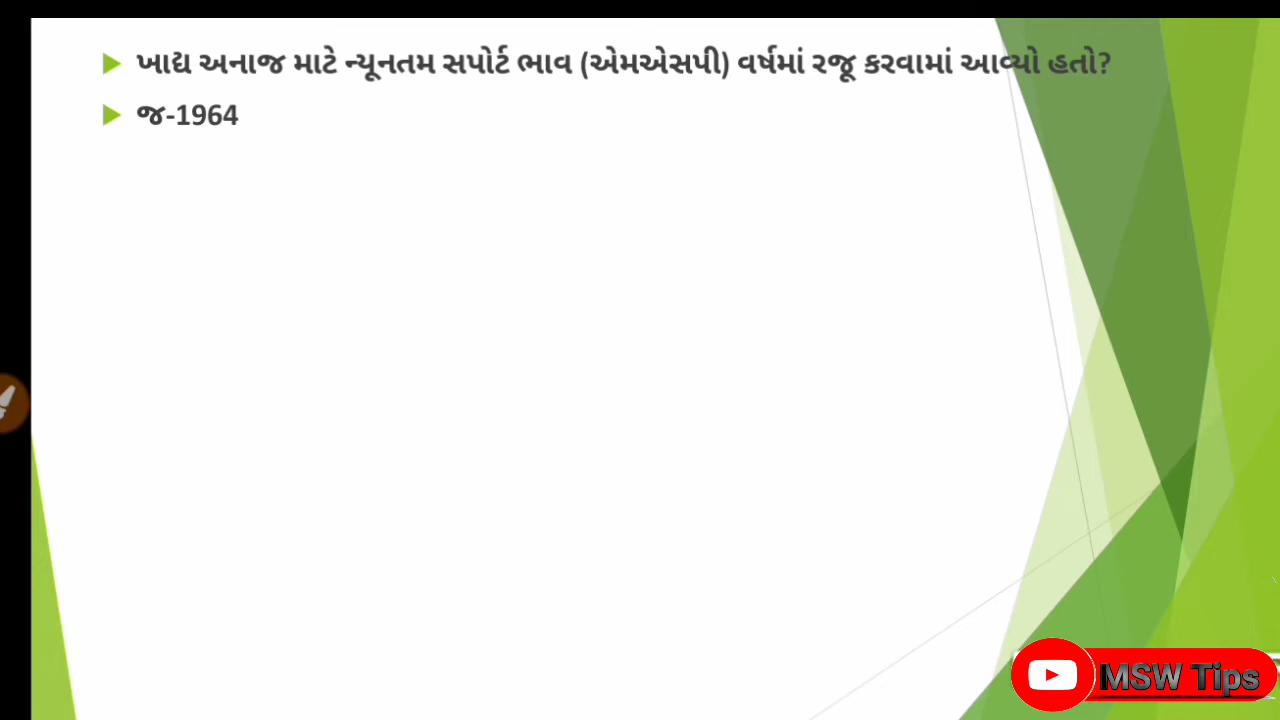 ખાદ્ય અનાજ માટે ન્યૂનતમ સપોર્ટ ભાવ (એમએસપી) વર્ષમાં રજૂ કરવામાં આવ્યો હતો?
જ-1964
MSW Tips